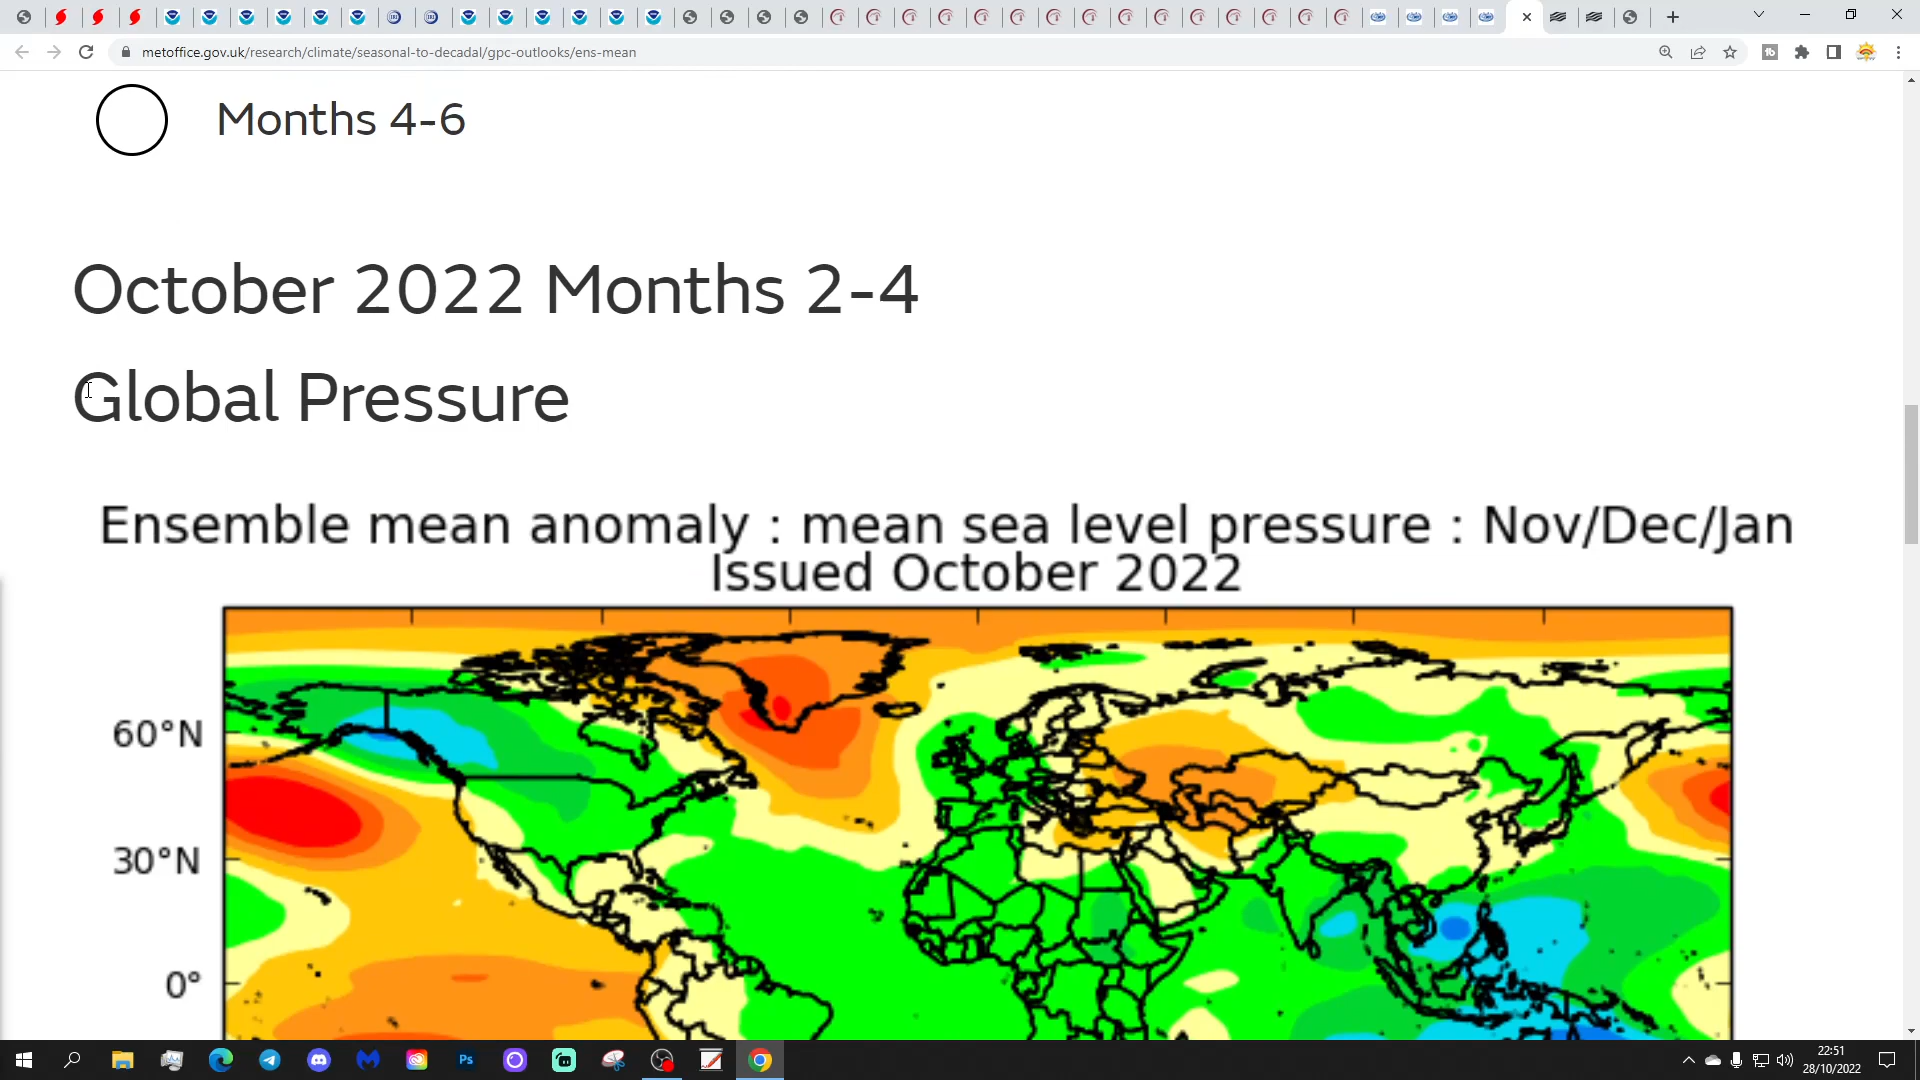 metoffice.gov.uk/research/climate/seasonal-to-decadal/gpc-outlooks/ens-mean
Months 4-6
October 2022 Months 2-4
Global Pressure
Ensemble mean anomaly : mean sea level pressure : Nov/Dec/Jan
Issued October 2022
60°N
30°N
0°
Ps
22:51
28/10/2022